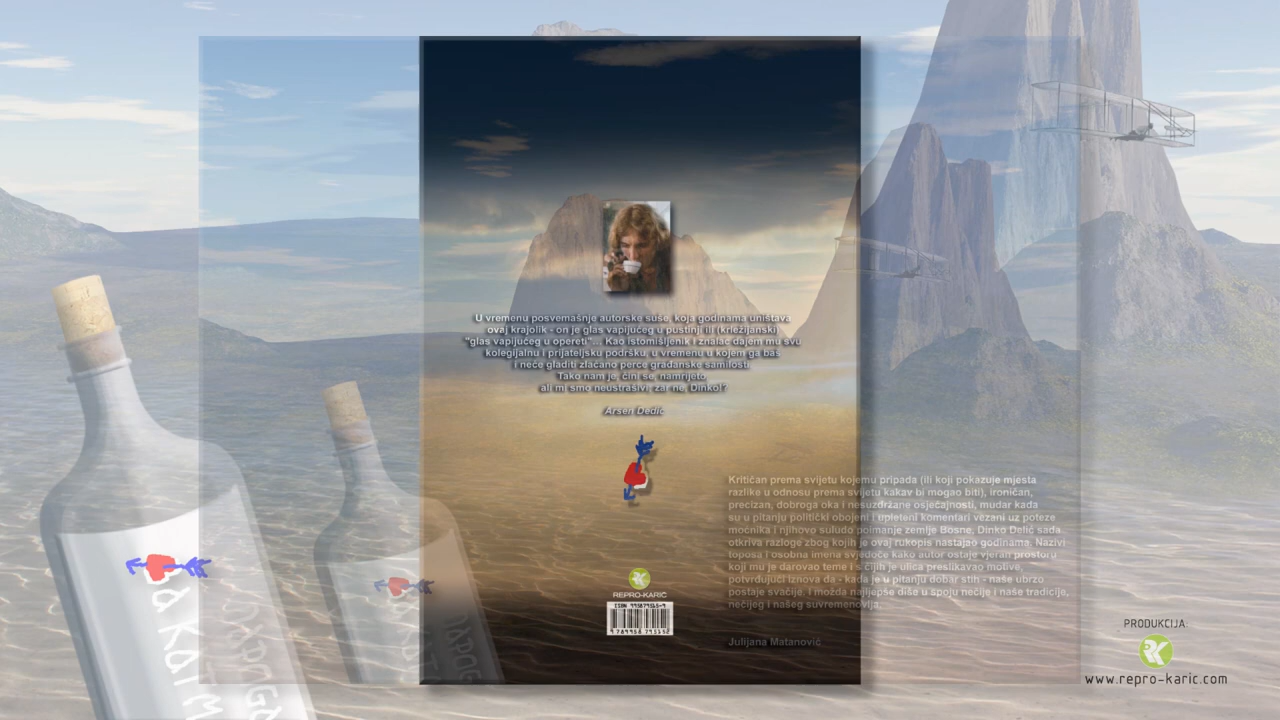 U vremenu posvemašnje autorske suše, koja godinama uništava
ovaj krajolik - on je glas vapijućeg u pustinji ili (krležijanski)
"glas vapijućeg u opereti"... Kao istomišljenik i znalac dajem mu svu
kolegijalnu i prijateljsku podršku, u vremenu u kojem ga baš
i neće gladiti zlaćano perce građanske samilosti.
Tako nam je, čini se, namrijeto,
ali mi smo neustrašivi, zar ne, Dinko!?
Arsen Dedić
Kritičan prema svijetu kojemu pripada (ili koji pokazuje mjesta
razlike u odnosu prema svijetu kakav bi mogao biti), ironičan,
precizan, dobroga oka i nesuzdržane osjećajnosti, mudar kada
su u pitanju politički obojeni i upleteni komentari vezani uz poteze
moćnika i njihovo suludo poimanje zemlje Bosne, Dinko Delić sada
otkriva razloge zbog kojih je ovaj rukopis nastajao godinama. Nazivi
toposa i osobna imena svjedoče kako autor ostaje vjeran prostoru
koji mu je darovao teme i s čijih je ulica preslikavao motive,
potvrđujući iznova da - kada je u pitanju dobar stih - naše ubrzo
postaje svačije. I možda najljepše diše u spoju nečije i naše tradicije,
nečijeg i našeg suvremenovlja.
Julijana Matanović
REPRO-KARIĆ
PRODUKCIJA:
www.repro-karic.com